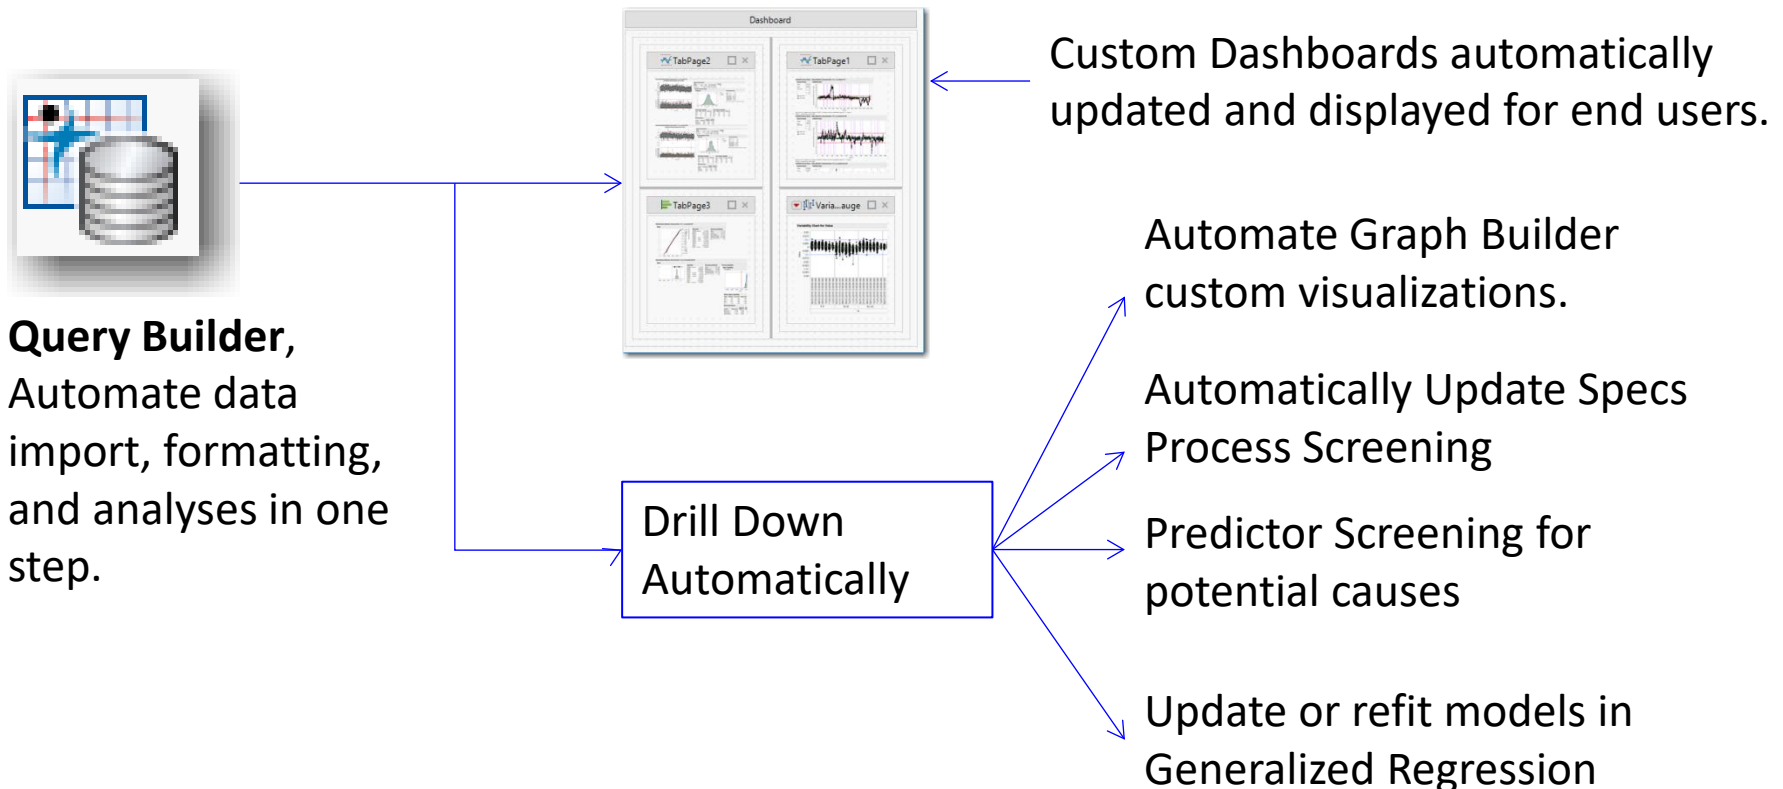 Dashboard
TabPage2
TabPage1
TabPage3
Varia...auge
Custom Dashboards automatically
updated and displayed for end users.
Query Builder,
Automate data
import, formatting,
and analyses in one
step.
Drill Down
Automatically
Automate Graph Builder
custom visualizations.
Automatically Update Specs
Process Screening
Predictor Screening for
potential causes
Update or refit models in
Generalized Regression